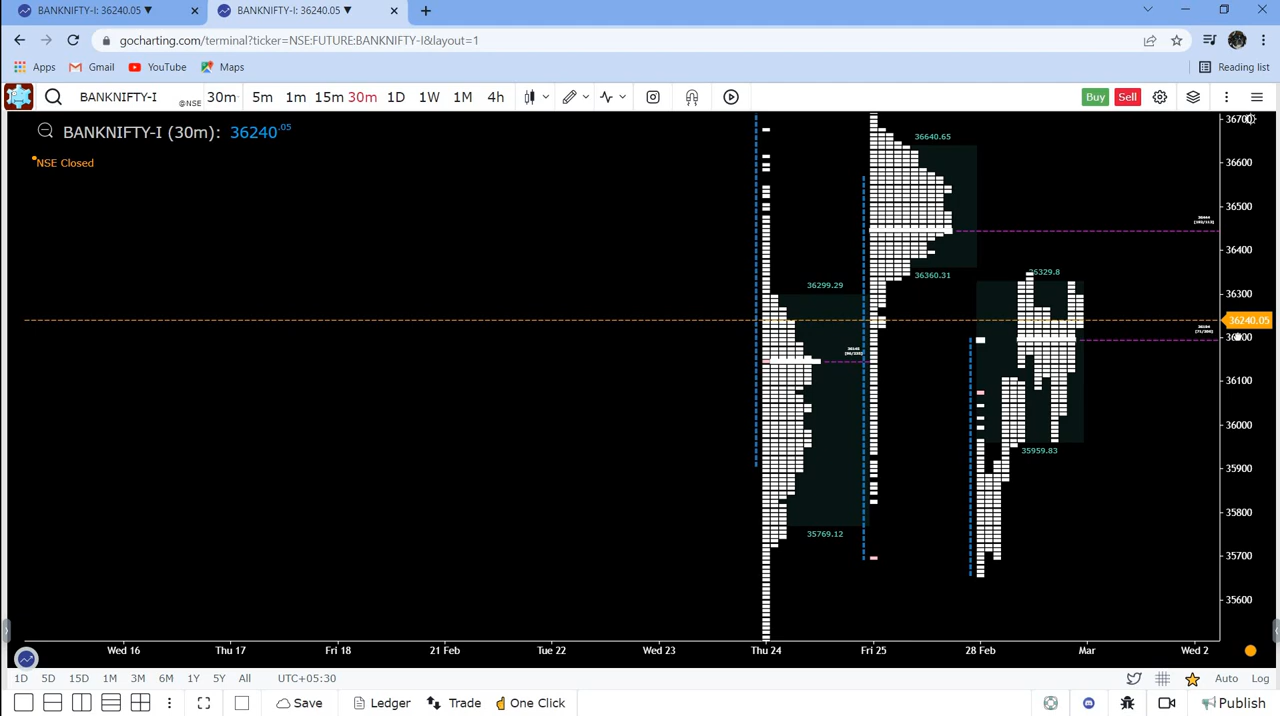 BANKNIFTY-I: 36240.05 ▼
BANKNIFTY-I: 36240.05 ▼
gocharting.com/terminal?ticker=NSE:FUTURE:BANKNIFTY-I&layout=1
Apps Gmail YouTube Maps Reading list
BANKNIFTY-I @NSE 30m 5m 1m 15m 30m 1D 1W 1M 4h Buy Sell
BANKNIFTY-I (30m): 36240.05
NSE Closed
36700
36640.65
36600
36500
36444
36400
36360.31
36329.8
36299.29
36300
36240.05
36200
36100
36000
35959.83
35900
35800
35769.12
35700
35600
Wed 16 Thu 17 Fri 18 21 Feb Tue 22 Wed 23 Thu 24 Fri 25 28 Feb Mar Wed 2
1D 5D 15D 1M 3M 6M 1Y 5Y All UTC+05:30 Auto Log
Save Ledger Trade One Click Publish